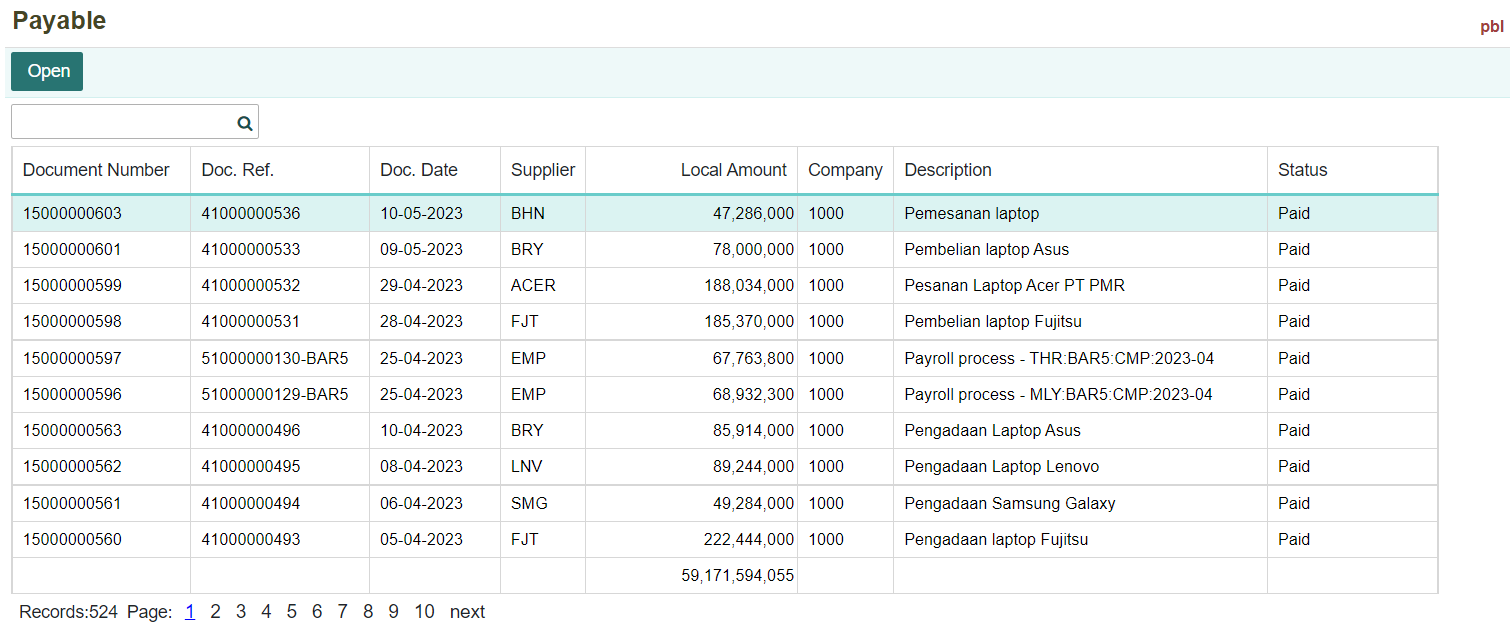 Payable
pbl
Open
Document Number Doc. Ref. Doc. Date Supplier Local Amount Company Description Status
15000000603 41000000536 10-05-2023 BHN 47,286,000 1000 Pemesanan laptop Paid
15000000601 41000000533 09-05-2023 BRY 78,000,000 1000 Pembelian laptop Asus Paid
15000000599 41000000532 29-04-2023 ACER 188,034,000 1000 Pesanan Laptop Acer PT PMR Paid
15000000598 41000000531 28-04-2023 FJT 185,370,000 1000 Pembelian laptop Fujitsu Paid
15000000597 51000000130-BAR5 25-04-2023 EMP 67,763,800 1000 Payroll process - THR:BAR5:CMP:2023-04 Paid
15000000596 51000000129-BAR5 25-04-2023 EMP 68,932,300 1000 Payroll process - MLY:BAR5:CMP:2023-04 Paid
15000000563 41000000496 10-04-2023 BRY 85,914,000 1000 Pengadaan Laptop Asus Paid
15000000562 41000000495 08-04-2023 LNV 89,244,000 1000 Pengadaan Laptop Lenovo Paid
15000000561 41000000494 06-04-2023 SMG 49,284,000 1000 Pengadaan Samsung Galaxy Paid
15000000560 41000000493 05-04-2023 FJT 222,444,000 1000 Pengadaan laptop Fujitsu Paid
59,171,594,055
Records:524 Page: 1 2 3 4 5 6 7 8 9 10 next